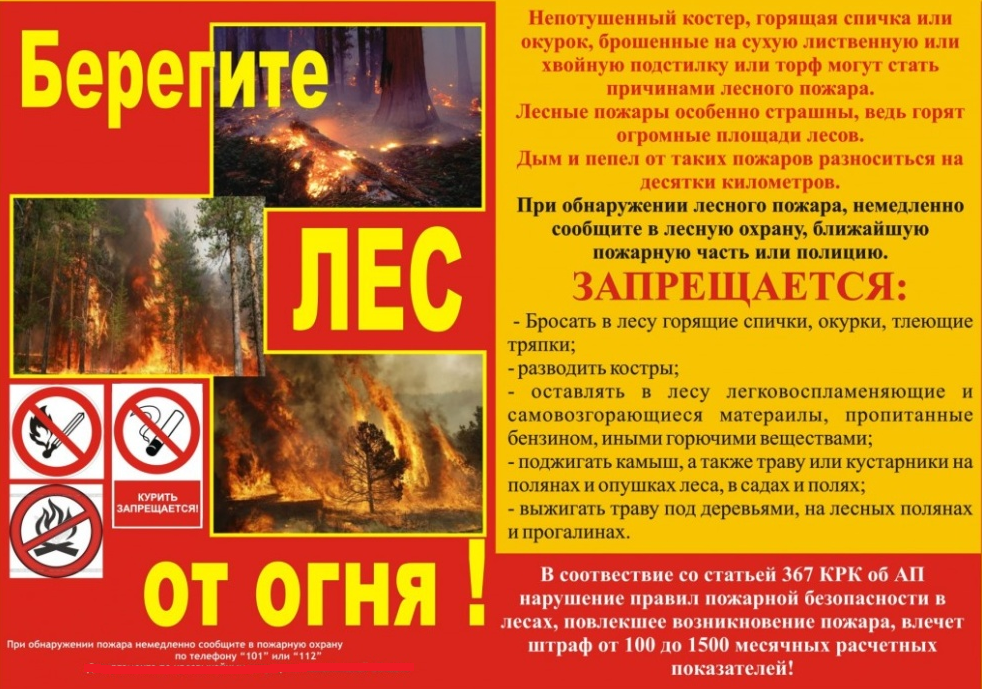 Берегите
ЛЕС
от огня !
КУРИТЬ
ЗАПРЕЩАЕТСЯ!
При обнаружении пожара немедленно сообщите в пожарную охрану
по телефону "101" или "112"
Непотушенный костер, горящая спичка или
окурок, брошенные на сухую лиственную или
хвойную подстилку или торф могут стать
причинами лесного пожара.
Лесные пожары особенно страшны, ведь горят
огромные площади лесов.
Дым и пепел от таких пожаров разноситься на
десятки километров.
При обнаружении лесного пожара, немедленно
сообщите в лесную охрану, ближайшую
пожарную часть или полицию.
ЗАПРЕЩАЕТСЯ:
- Бросать в лесу горящие спички, окурки, тлеющие
тряпки;
- разводить костры;
- оставлять в лесу легковоспламеняющие и
самовозгорающиеся матераилы, пропитанные
бензином, иными горючими веществами;
- поджигать камыш, а также траву или кустарники на
полянах и опушках леса, в садах и полях;
- выжигать траву под деревьями, на лесных полянах
и прогалинах.
В соотвествие со статьей 367 КРК об АП
нарушение правил пожарной безопасности в
лесах, повлекшее возникновение пожара, влечет
штраф от 100 до 1500 месячных расчетных
показателей!